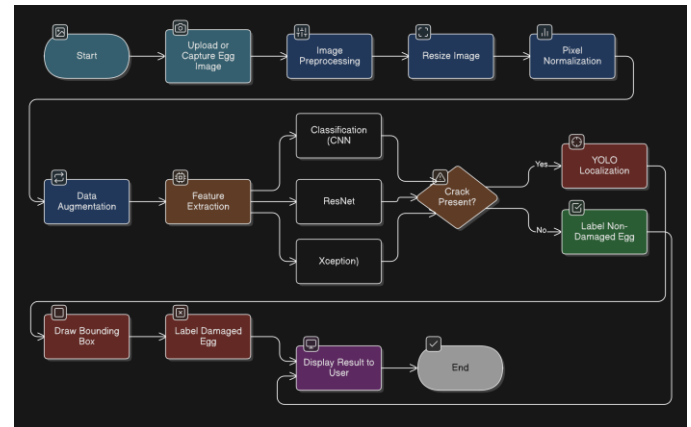 Start
Upload or
Capture Egg
Image
Image
Preprocessing
Resize Image
Pixel
Normalization
Data
Augmentation
Feature
Extraction
Classification
(CNN
ResNet
Xception)
Crack
Present?
Yes
No
YOLO
Localization
Label Non-
Damaged Egg
Draw Bounding
Box
Label Damaged
Egg
Display Result to
User
End